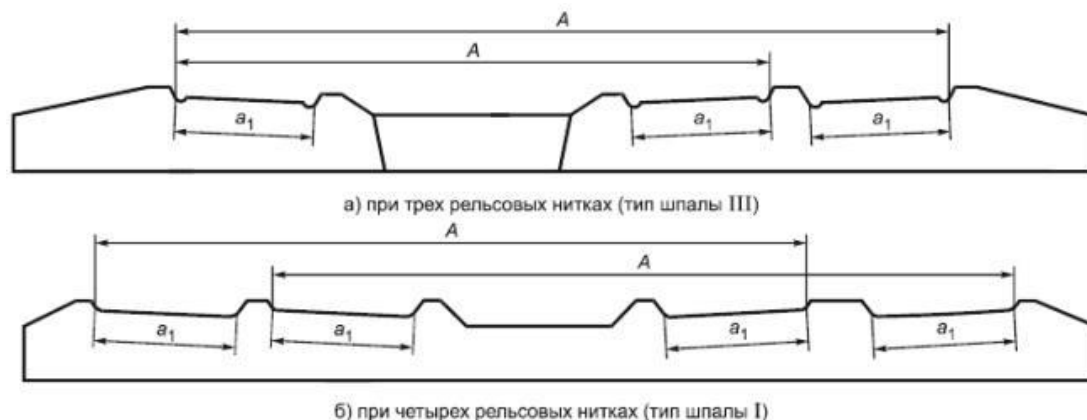 A
A
a₁ a₁ a₁
а) при трех рельсовых нитках (тип шпалы III)
A
A
a₁ a₁ a₁ a₁
б) при четырех рельсовых нитках (тип шпалы I)